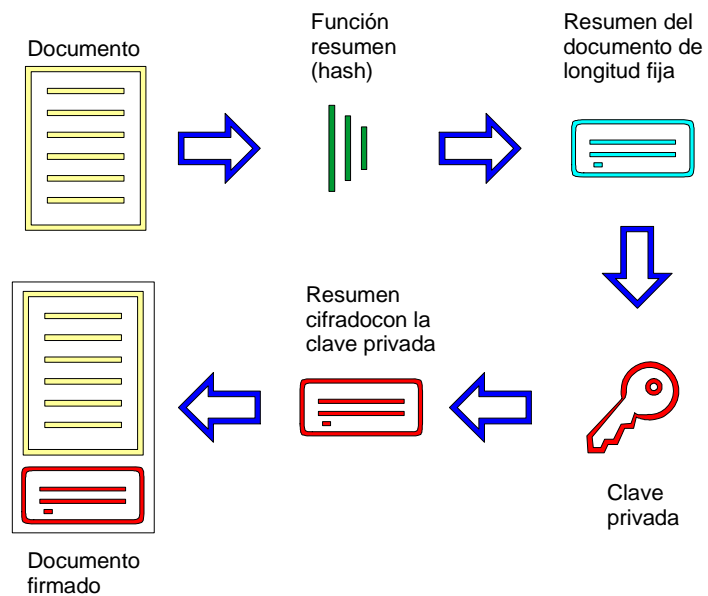 Documento
Función
resumen
(hash)
Resumen del
documento de
longitud fija
Resumen
cifradocon la
clave privada
Clave
privada
Documento
firmado